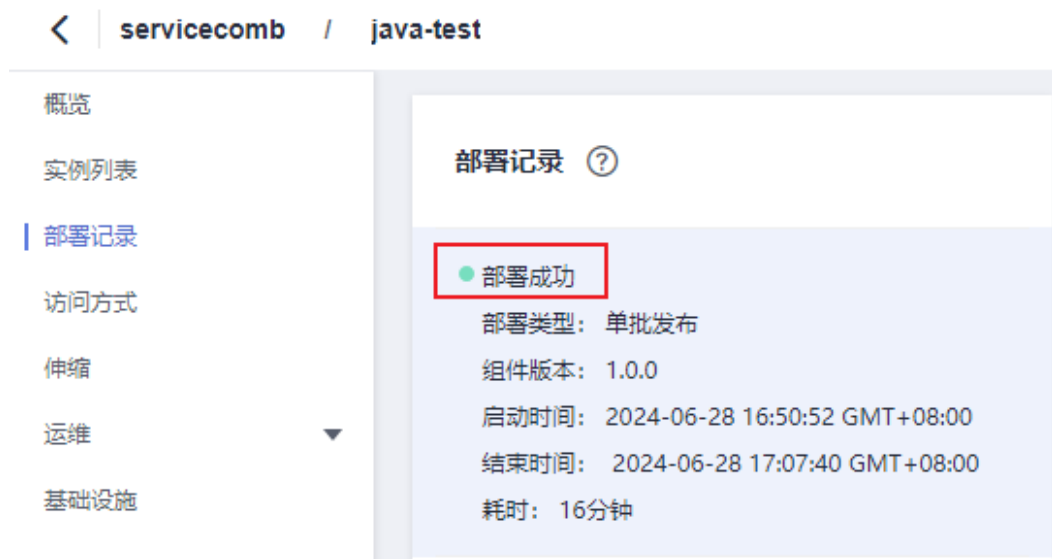 servicecomb / java-test
概览
实例列表
部署记录
访问方式
伸缩
运维
基础设施
部署记录 ?
部署成功
部署类型： 单批发布
组件版本： 1.0.0
启动时间： 2024-06-28 16:50:52 GMT+08:00
结束时间： 2024-06-28 17:07:40 GMT+08:00
耗时： 16分钟